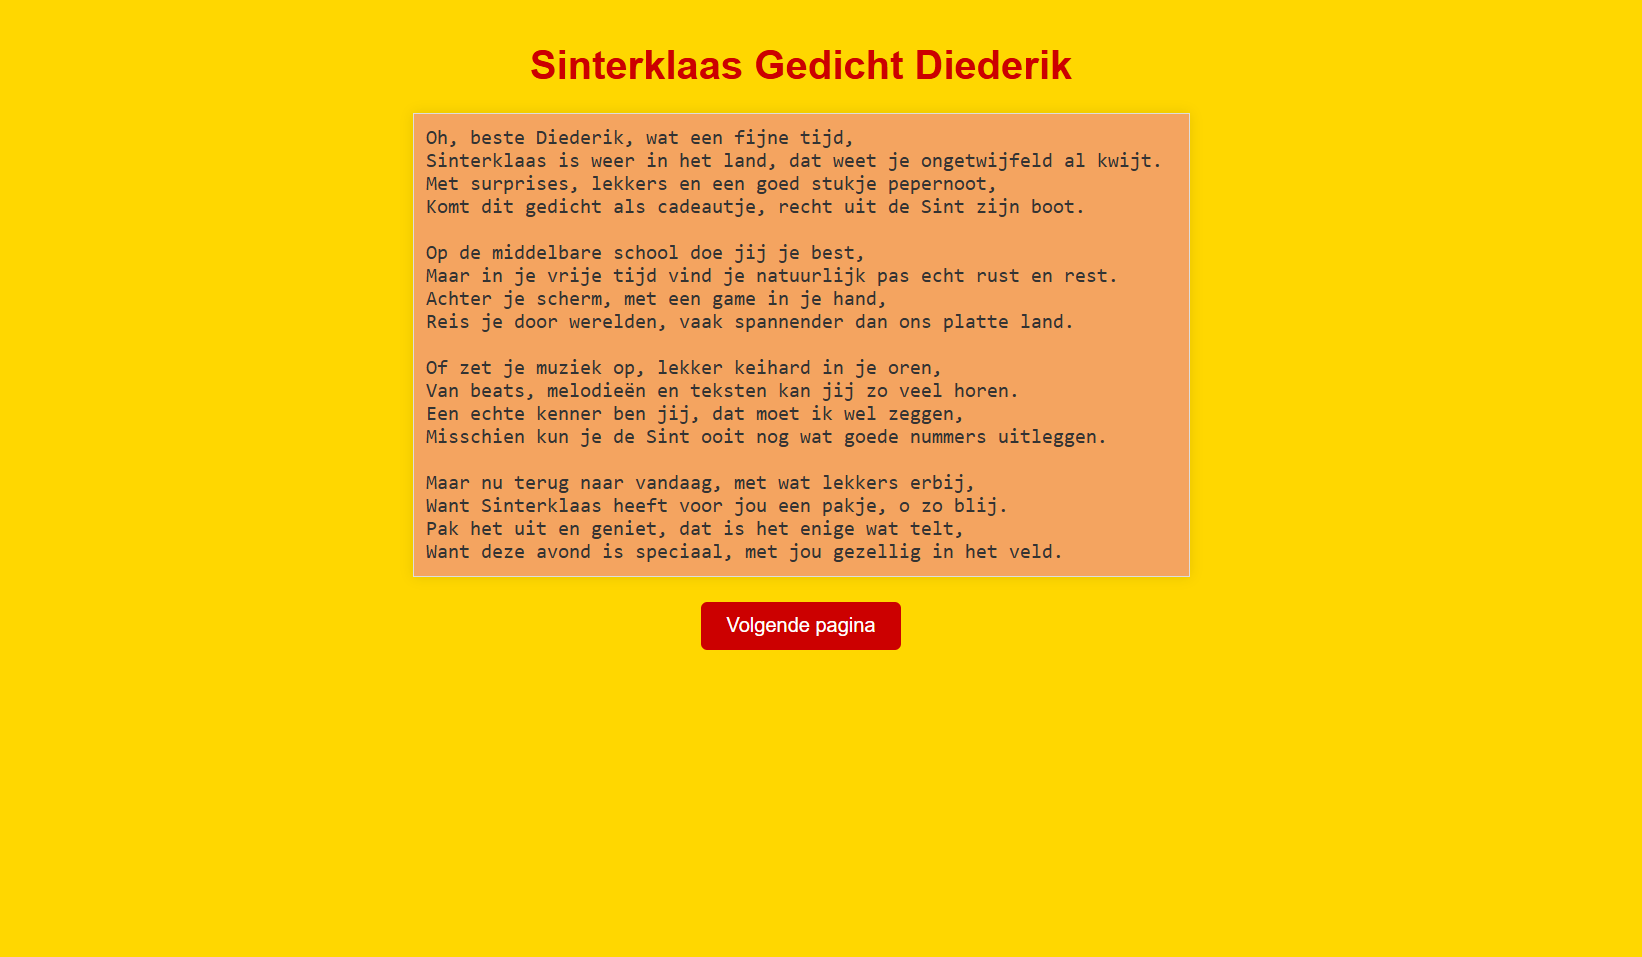 Sinterklaas Gedicht Diederik
Oh, beste Diederik, wat een fijne tijd,
Sinterklaas is weer in het land, dat weet je ongetwijfeld al kwijt.
Met surprises, lekkers en een goed stukje pepernoot,
Komt dit gedicht als cadeautje, recht uit de Sint zijn boot.
Op de middelbare school doe jij je best,
Maar in je vrije tijd vind je natuurlijk pas echt rust en rest.
Achter je scherm, met een game in je hand,
Reis je door werelden, vaak spannender dan ons platte land.
Of zet je muziek op, lekker keihard in je oren,
Van beats, melodieën en teksten kan jij zo veel horen.
Een echte kenner ben jij, dat moet ik wel zeggen,
Misschien kun je de Sint ooit nog wat goede nummers uitleggen.
Maar nu terug naar vandaag, met wat lekkers erbij,
Want Sinterklaas heeft voor jou een pakje, o zo blij.
Pak het uit en geniet, dat is het enige wat telt,
Want deze avond is speciaal, met jou gezellig in het veld.
Volgende pagina